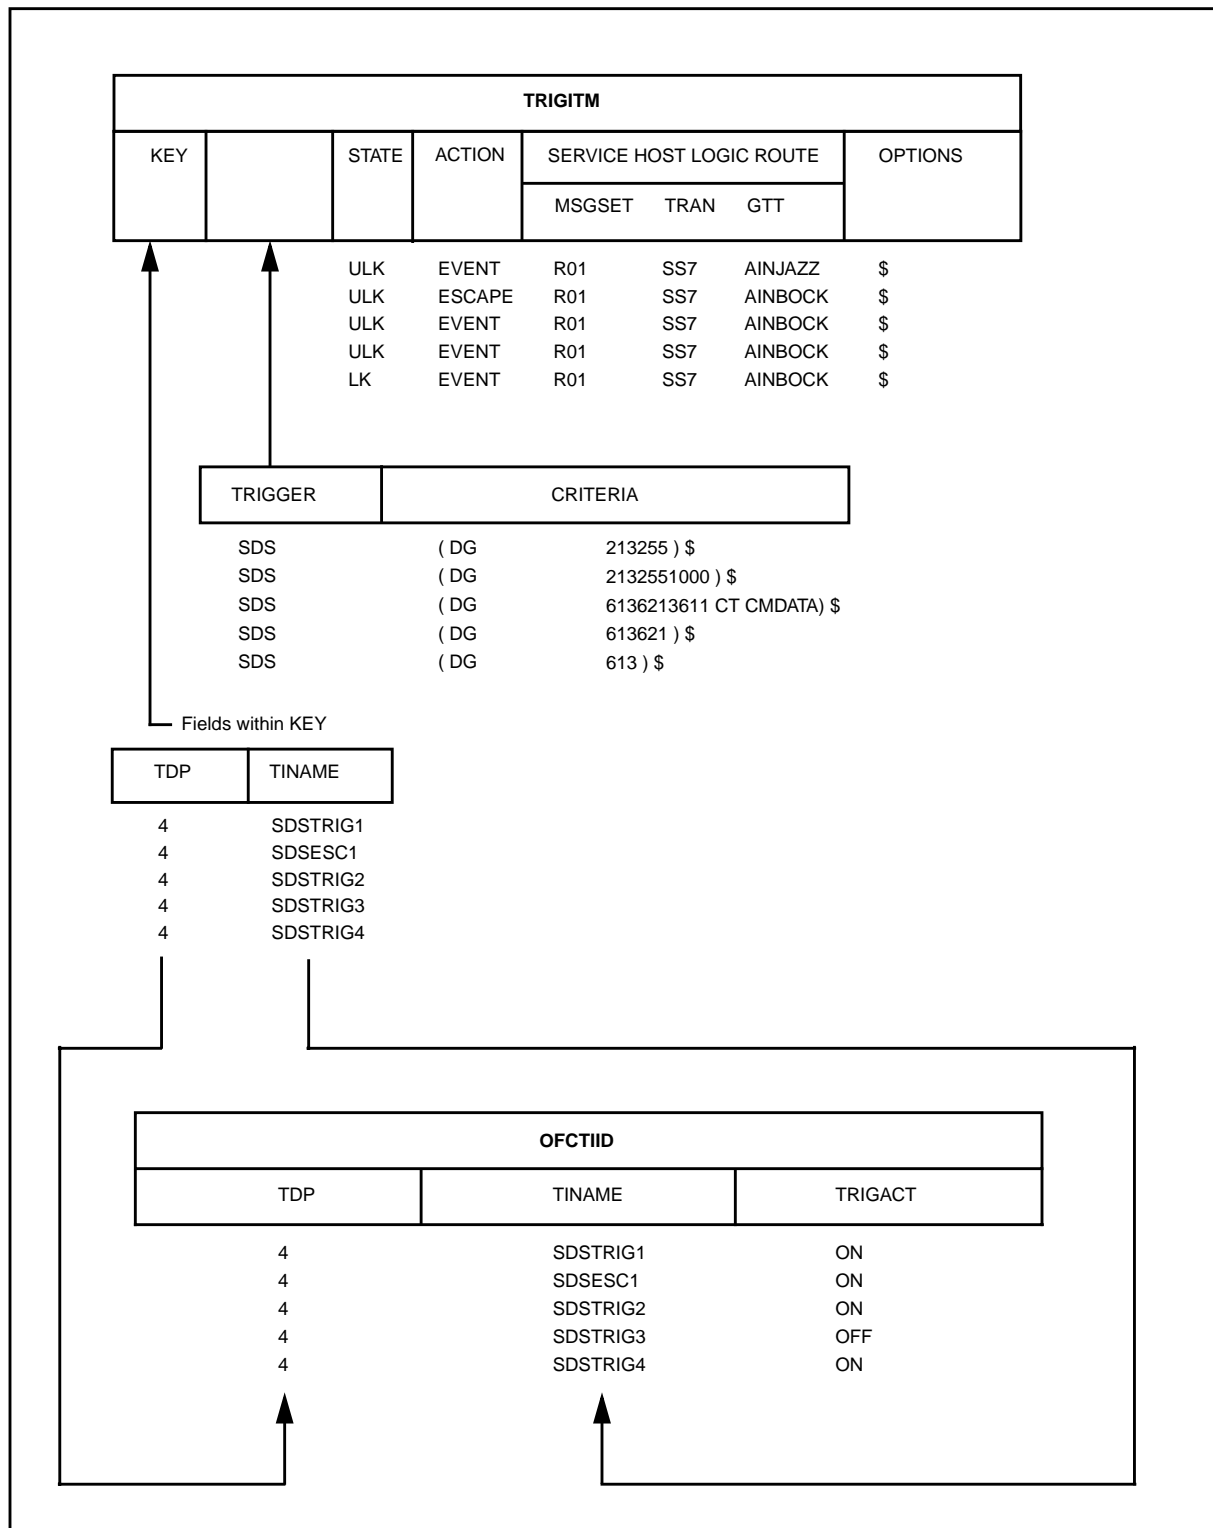 TRIGITM
KEY STATE ACTION SERVICE HOST LOGIC ROUTE OPTIONS
MSGSET TRAN GTT
ULK EVENT R01 SS7 AINJAZZ $
ULK ESCAPE R01 SS7 AINBOCK $
ULK EVENT R01 SS7 AINBOCK $
ULK EVENT R01 SS7 AINBOCK $
LK EVENT R01 SS7 AINBOCK $
TRIGGER CRITERIA
SDS ( DG 213255 ) $
SDS ( DG 2132551000 ) $
SDS ( DG 6136213611 CT CMDATA) $
SDS ( DG 613621 ) $
SDS ( DG 613 ) $
Fields within KEY
TDP TINAME
4 SDSTRIG1
4 SDSESC1
4 SDSTRIG2
4 SDSTRIG3
4 SDSTRIG4
OFCTIID
TDP TINAME TRIGACT
4 SDSTRIG1 ON
4 SDSESC1 ON
4 SDSTRIG2 ON
4 SDSTRIG3 OFF
4 SDSTRIG4 ON